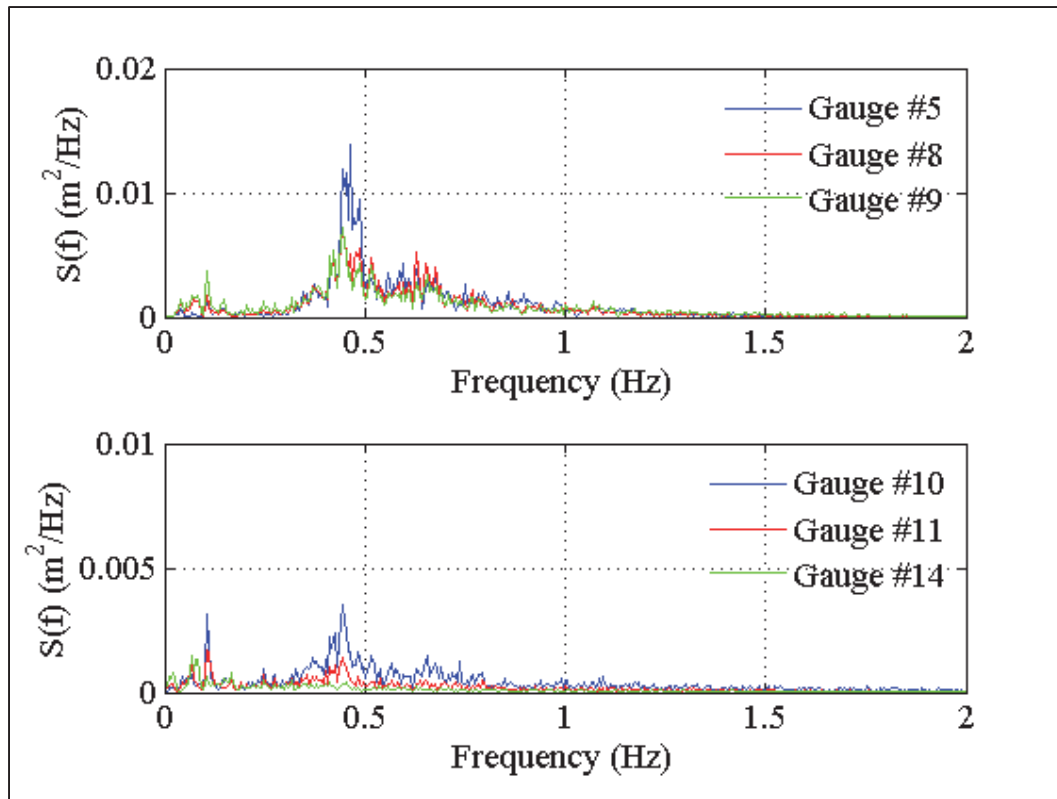 0.02
0.01
0
S(f) (m²/Hz)
Gauge #5
Gauge #8
Gauge #9
0 0.5 1 1.5 2
Frequency (Hz)
0.01
0.005
0
S(f) (m²/Hz)
Gauge #10
Gauge #11
Gauge #14
0 0.5 1 1.5 2
Frequency (Hz)